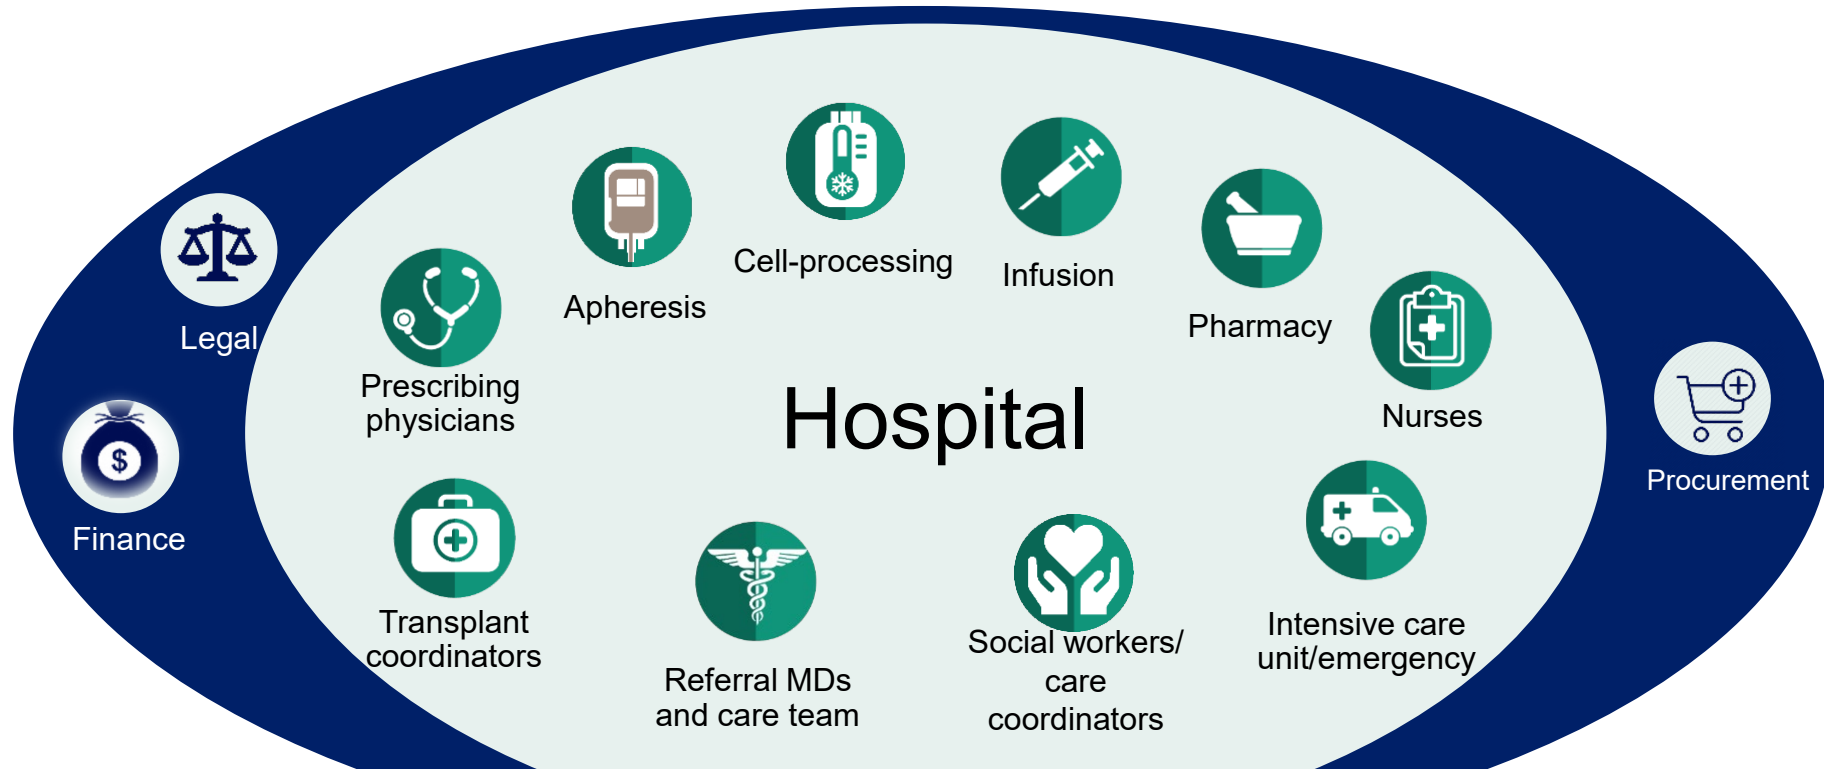 Cell-processing
Infusion
Apheresis
Pharmacy
Legal
Prescribing
physicians
Hospital
Nurses
Procurement
$
Finance
Transplant
coordinators
Referral MDs
and care team
Social workers/
care
coordinators
Intensive care
unit/emergency